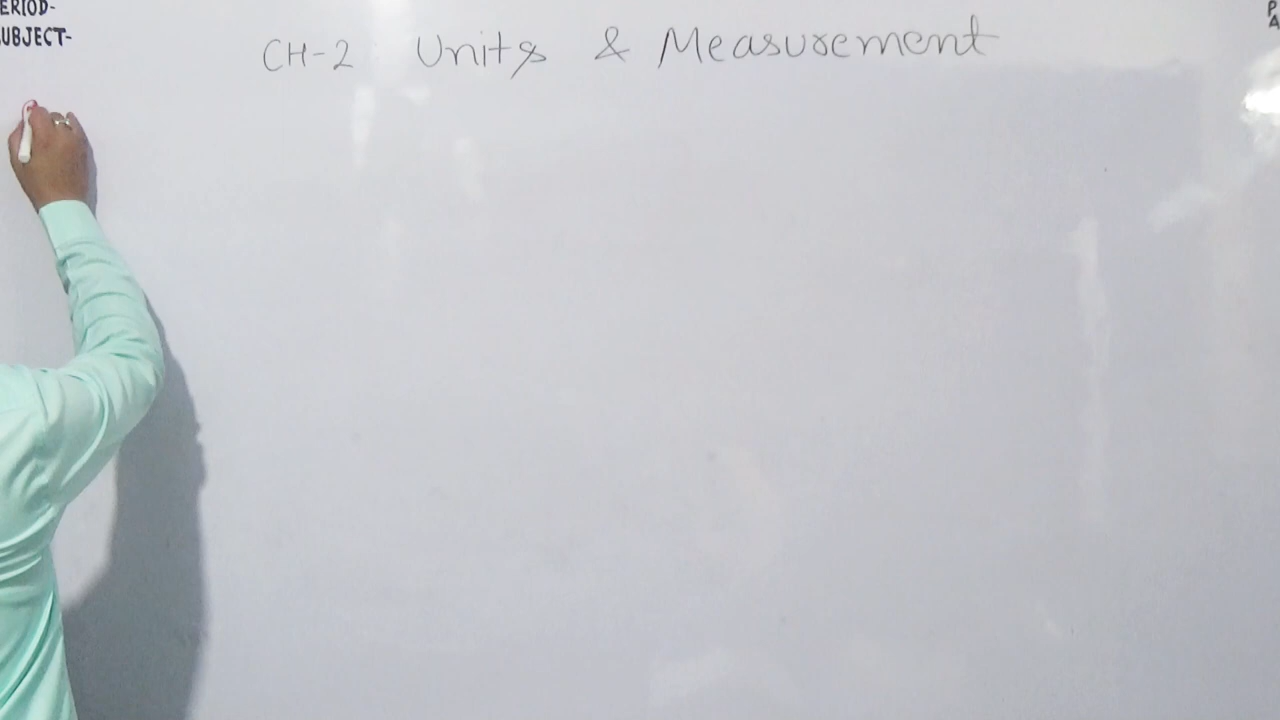 ERIOD-
UBJECT-
CH-2 Units & Measurement
P
A